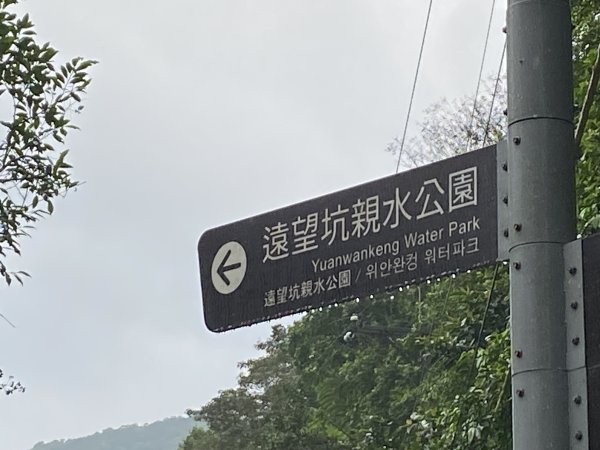 遠望坑親水公園
Yuanwankeng Water Park
遠望坑親水公園 / 위안완컹 워터파크